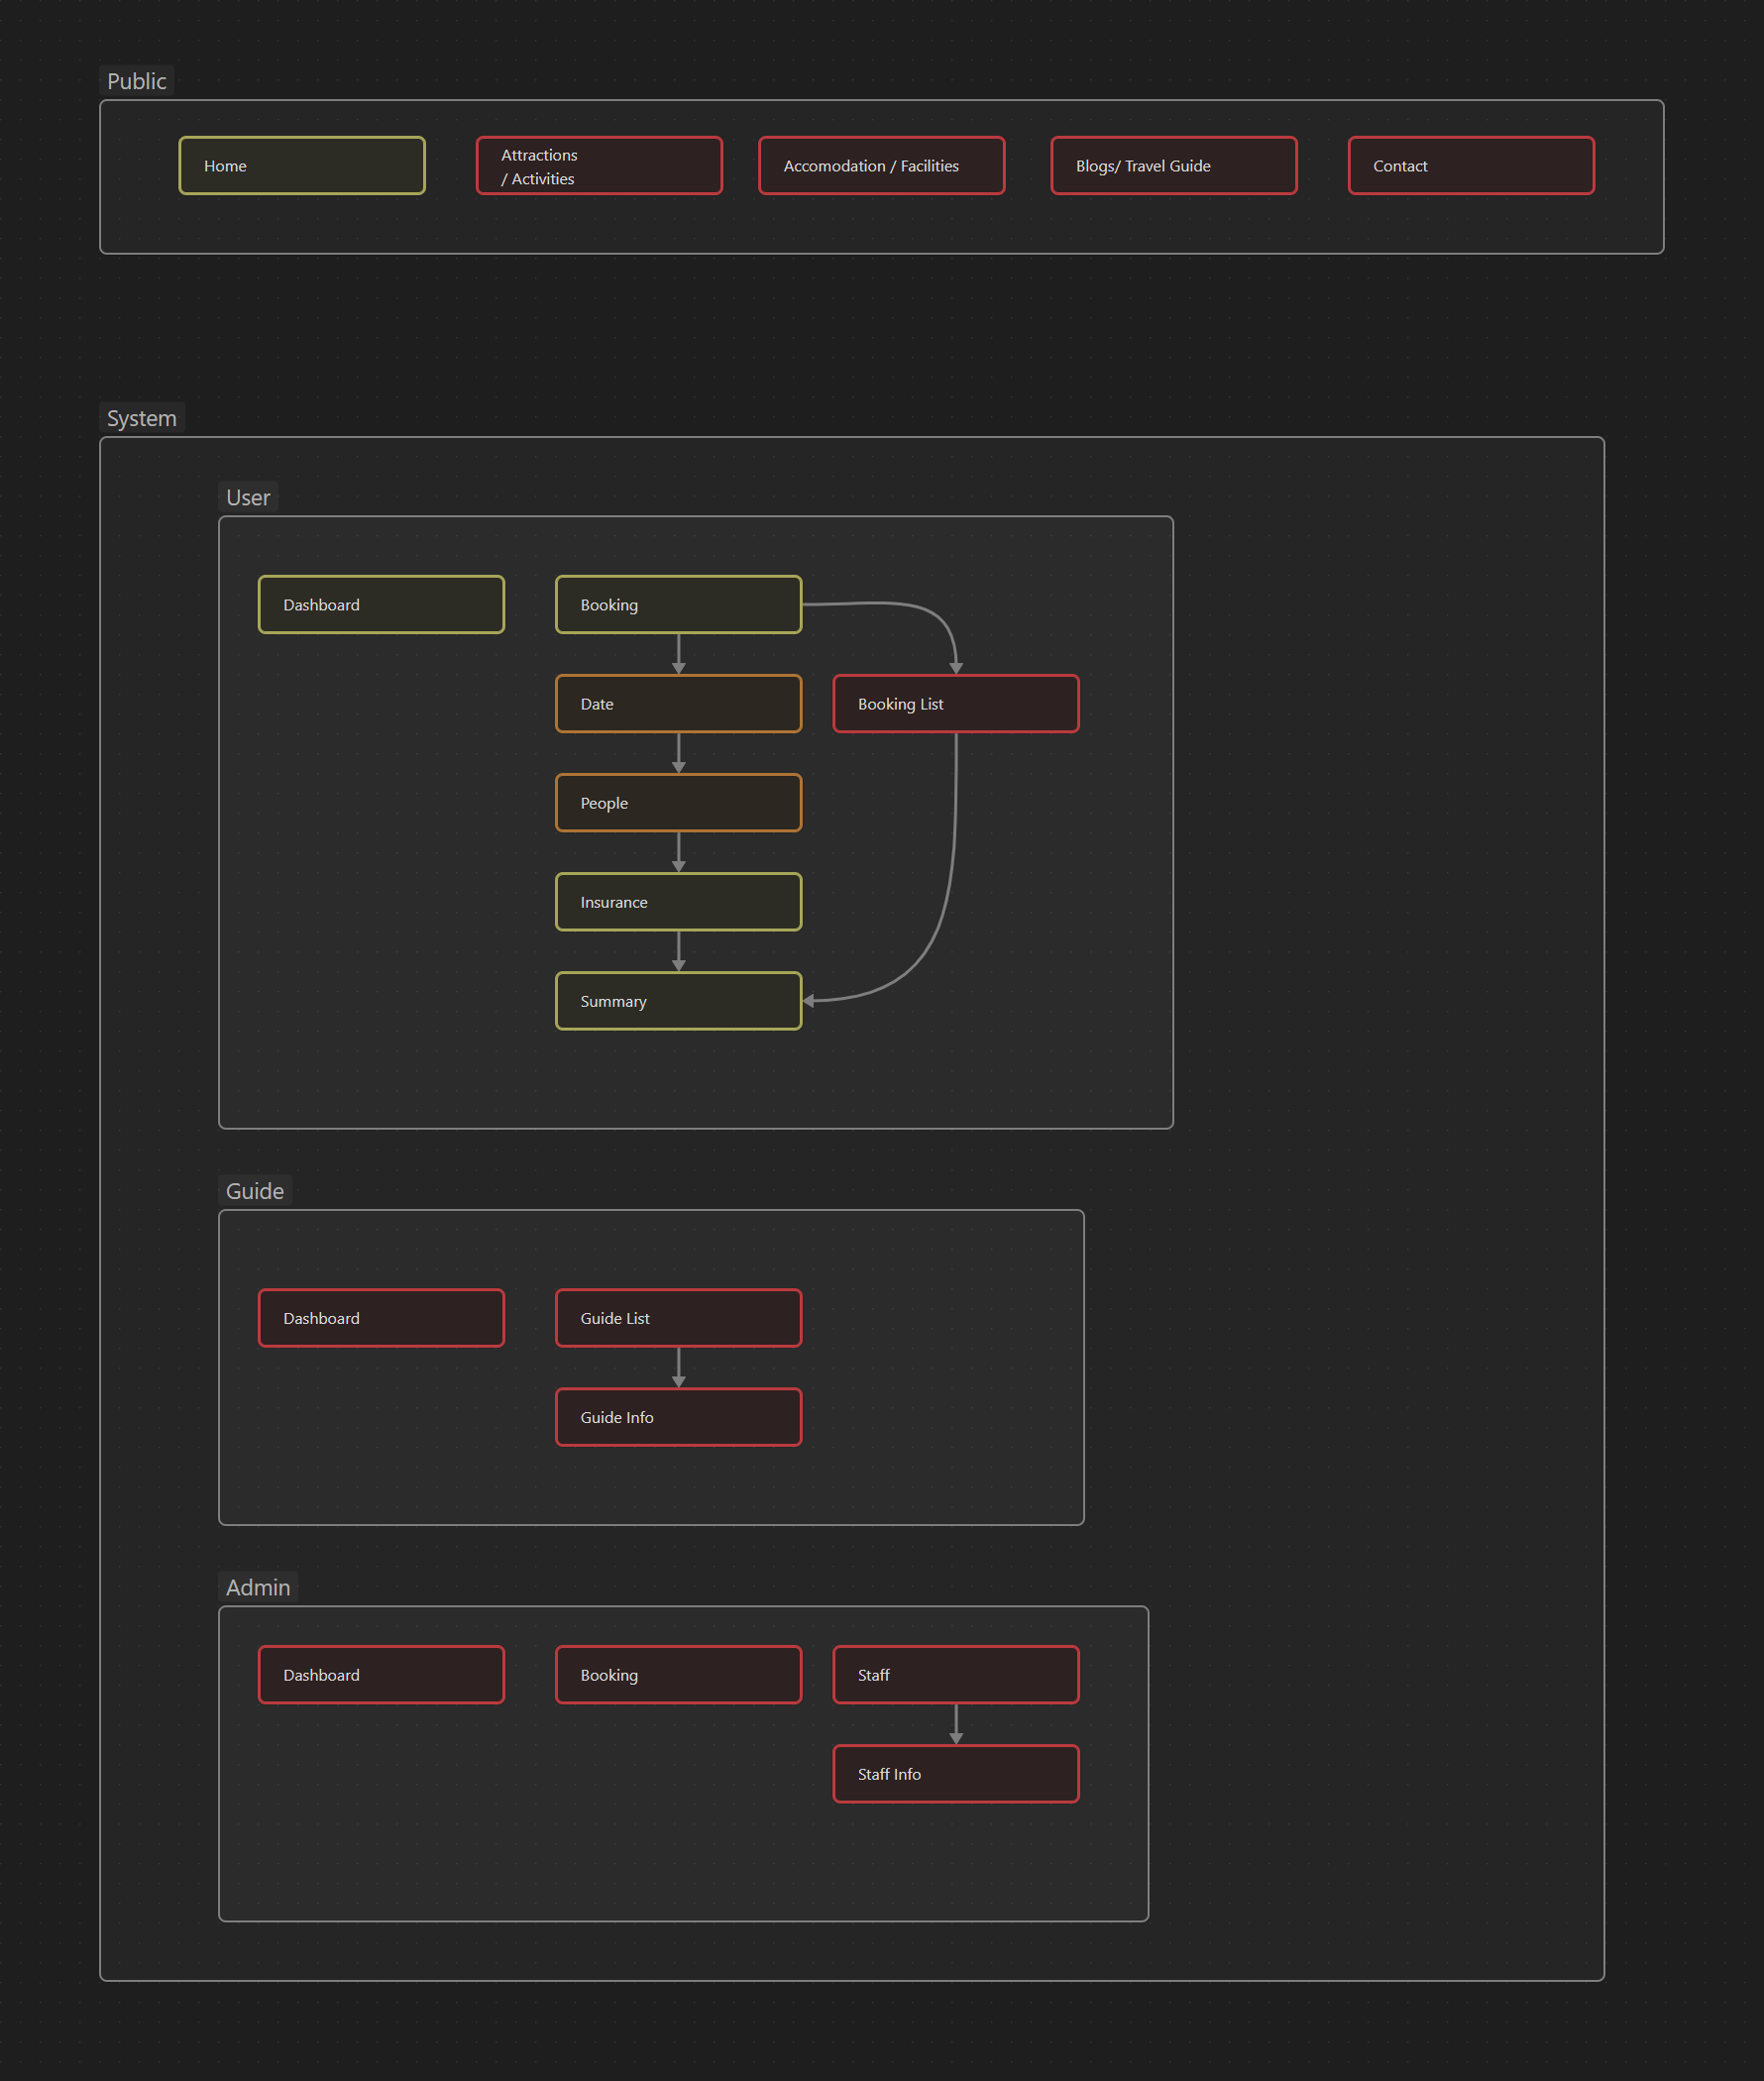 Public
Home
Attractions
/ Activities
Accomodation / Facilities
Blogs/ Travel Guide
Contact
System
User
Dashboard
Booking
Date
Booking List
People
Insurance
Summary
Guide
Dashboard
Guide List
Guide Info
Admin
Dashboard
Booking
Staff
Staff Info